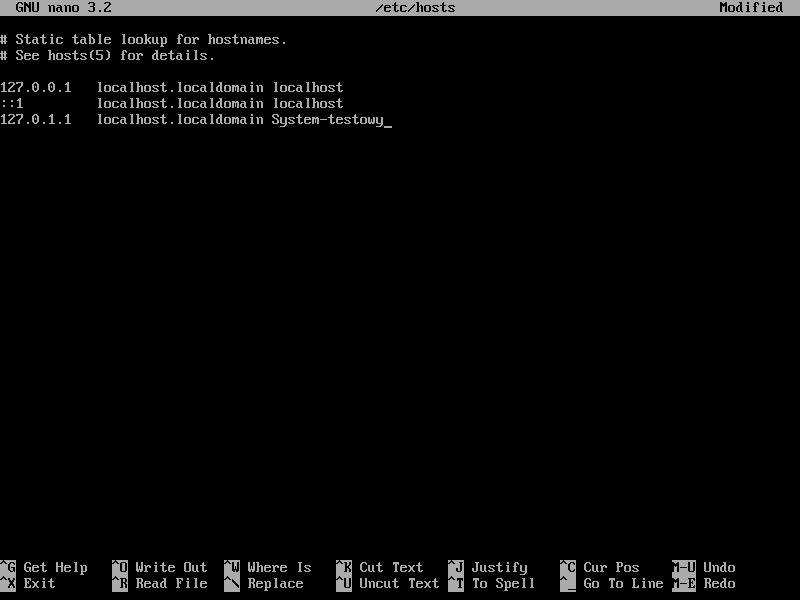 GNU nano 3.2 /etc/hosts Modified
# Static table lookup for hostnames.
# See hosts(5) for details.
127.0.0.1 localhost.localdomain localhost
::1 localhost.localdomain localhost
127.0.1.1 localhost.localdomain System-testowy_
^G Get Help ^O Write Out ^W Where Is ^K Cut Text ^J Justify ^C Cur Pos M-U Undo
^X Exit ^R Read File ^\ Replace ^U Uncut Text ^T To Spell ^_ Go To Line M-E Redo